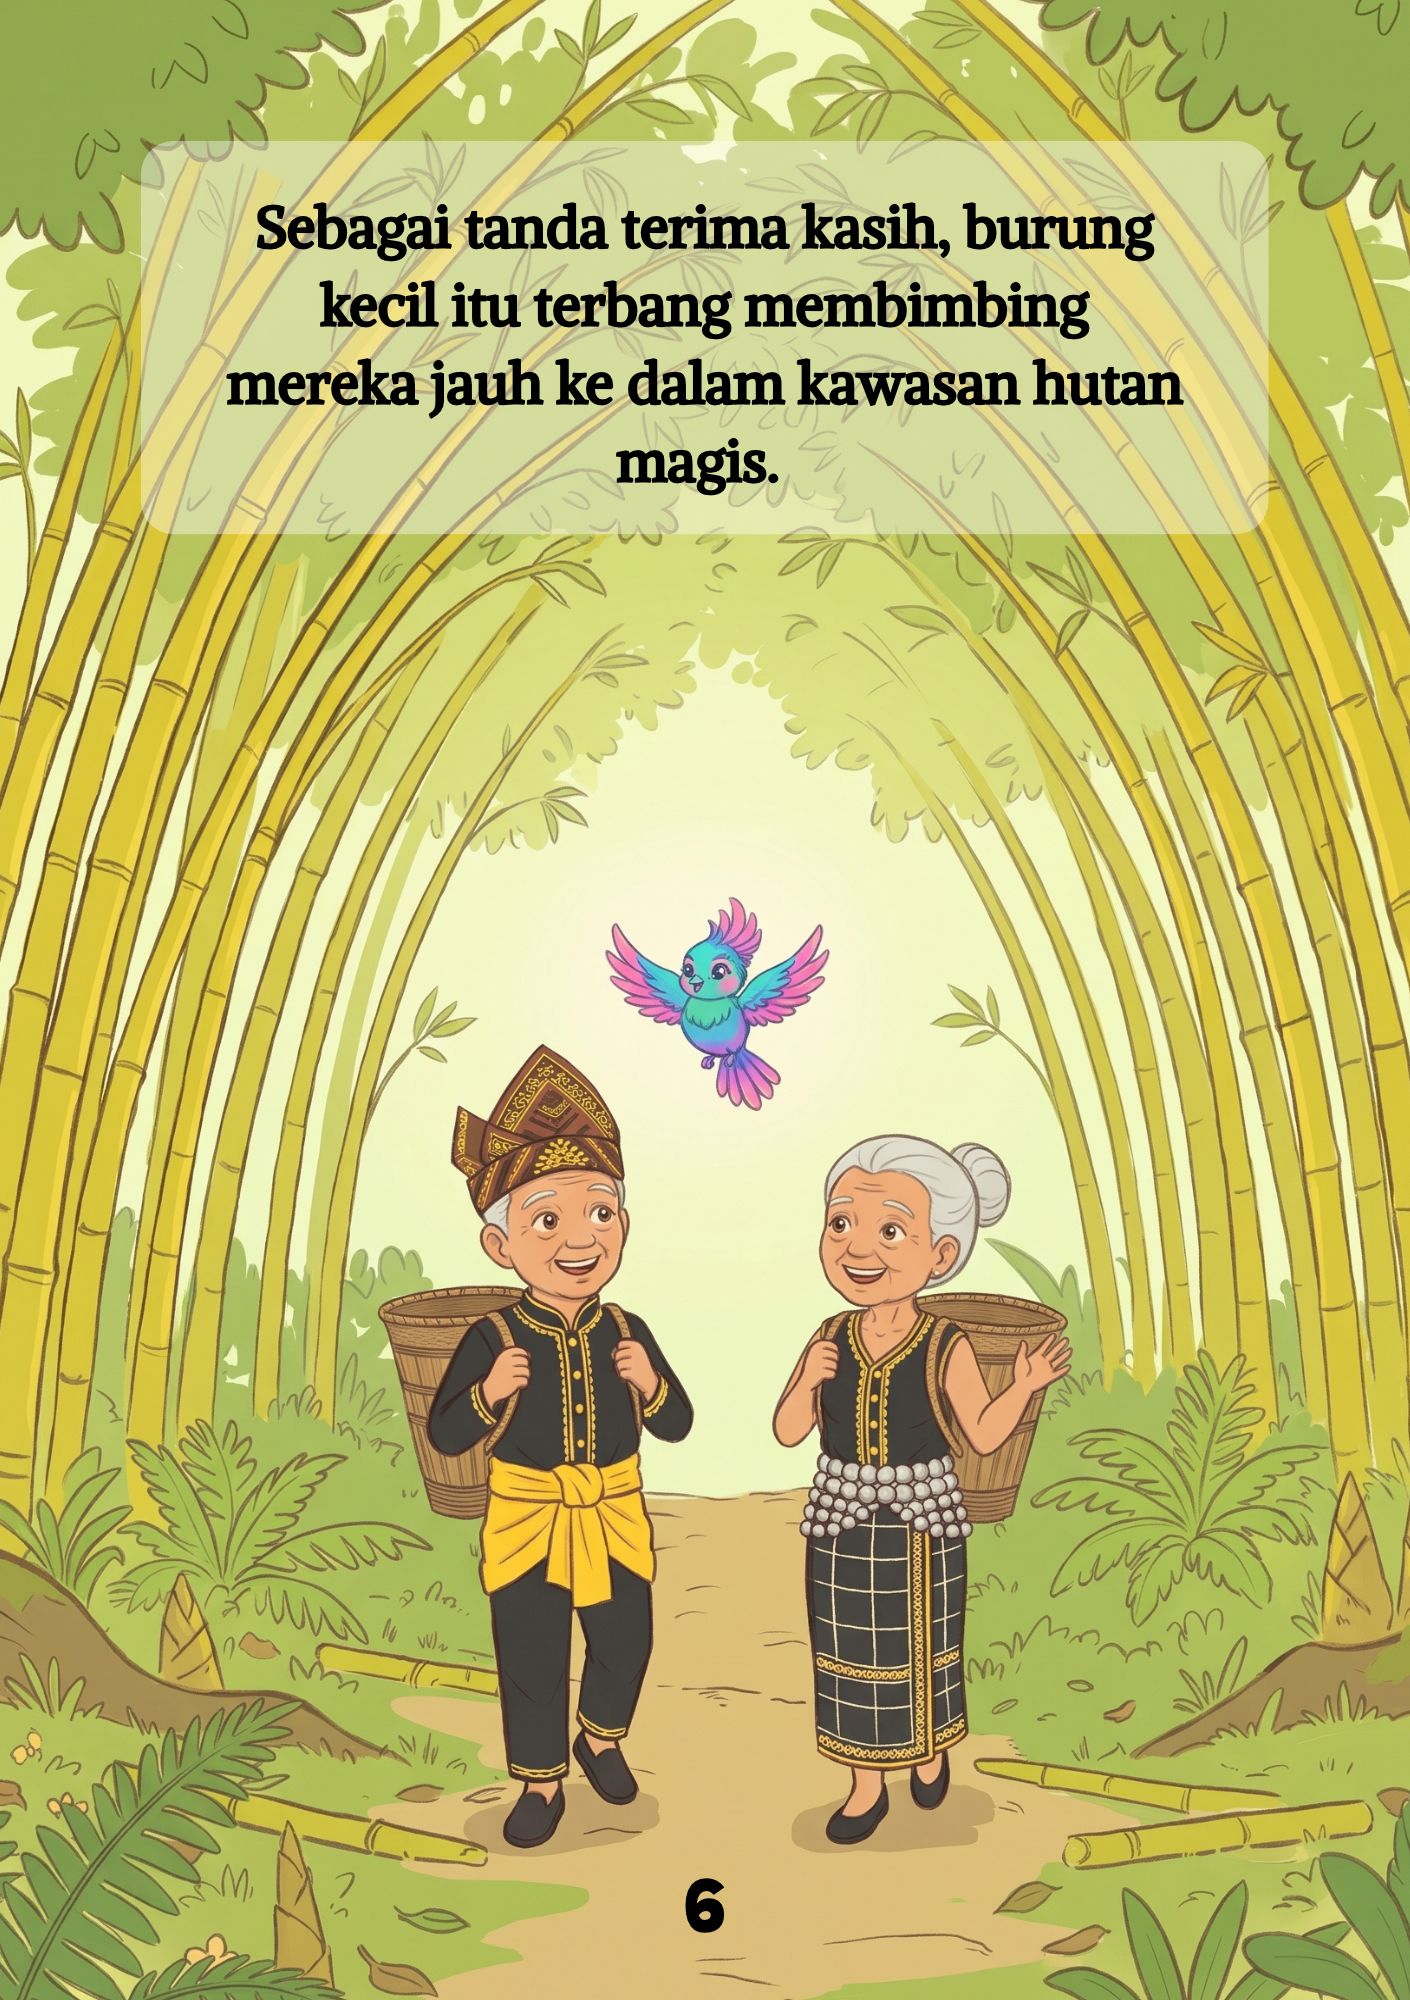 Sebagai tanda terima kasih, burung
kecil itu terbang membimbing
mereka jauh ke dalam kawasan hutan
magis.
6